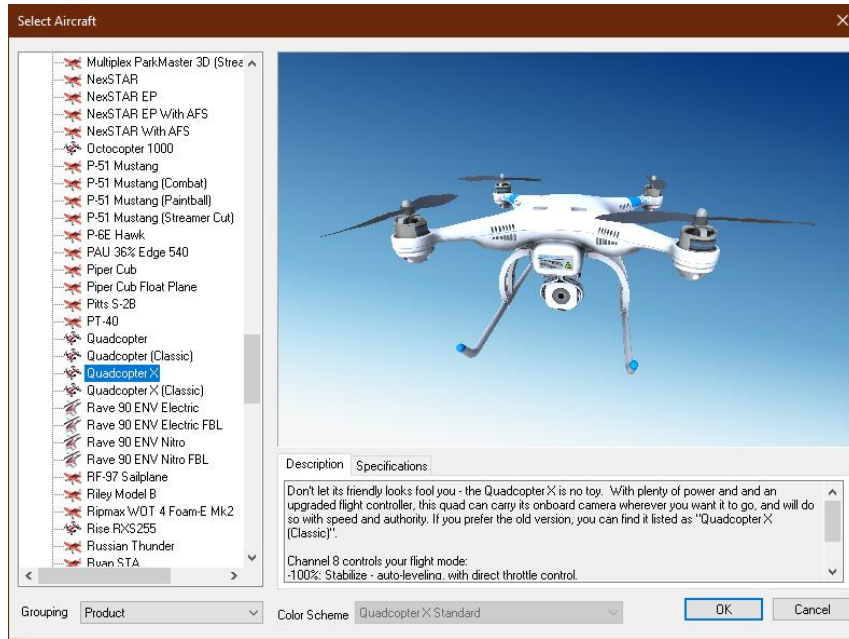 Select Aircraft
Multiplex ParkMaster 3D (Strea
NexSTAR
NexSTAR EP
NexSTAR EP With AFS
NexSTAR With AFS
Octocopter 1000
P-51 Mustang
P-51 Mustang (Combat)
P-51 Mustang (Paintball)
P-51 Mustang (Streamer Cut)
P-6E Hawk
PAU 36% Edge 540
Piper Cub
Piper Cub Float Plane
Pitts S-2B
PT-40
Quadcopter
Quadcopter (Classic)
Quadcopter X
Quadcopter X (Classic)
Rave 90 ENV Electric
Rave 90 ENV Electric FBL
Rave 90 ENV Nitro
Rave 90 ENV Nitro FBL
RF-97 Sailplane
Riley Model B
Ripmax WOT 4 Foam-E Mk2
Rise RXS255
Russian Thunder
Ryan STA
Description Specifications
Don't let its friendly looks fool you - the Quadcopter X is no toy. With plenty of power and and an
upgraded flight controller, this quad can carry its onboard camera wherever you want it to go, and will do
so with speed and authority. If you prefer the old version, you can find it listed as "Quadcopter X
(Classic)".
Channel 8 controls your flight mode:
-100%: Stabilize - auto-leveling, with direct throttle control.
Grouping Product
Color Scheme Quadcopter X Standard
OK Cancel